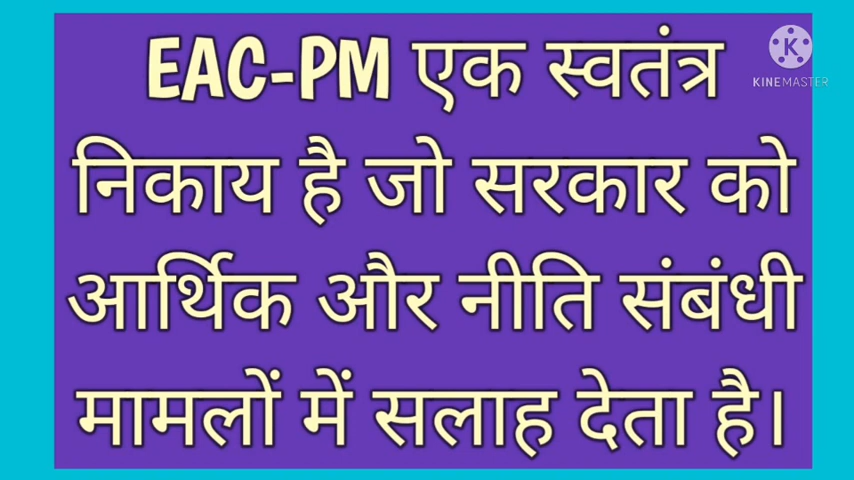 EAC-PM एक स्वतंत्र
निकाय है जो सरकार को
आर्थिक और नीति संबंधी
मामलों में सलाह देता है।
KINEMASTER